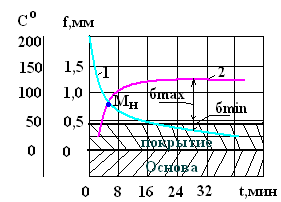 C° f,мм
200
150 1,5 1 2
100 1,0 Мн бmax
50 0,5 бmin
0 0 покрытие
Основа
0 8 16 24 32 t,мин